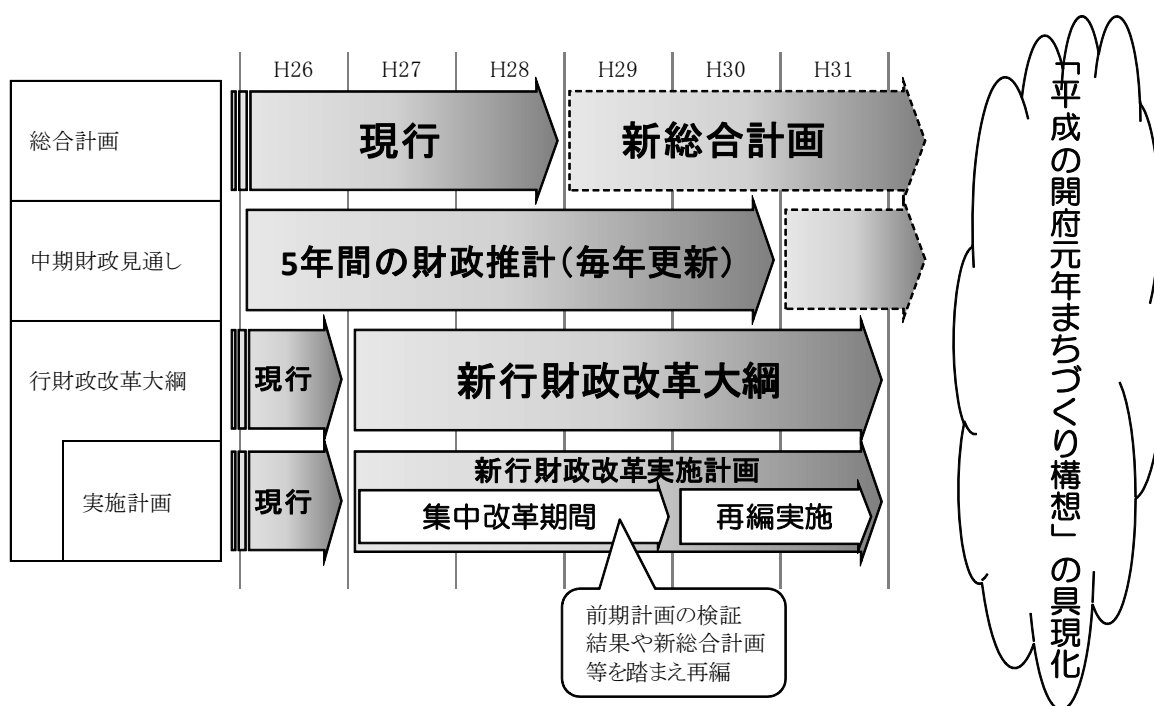 H26 H27 H28 H29 H30 H31
総合計画
現行
新総合計画
中期財政見通し
5年間の財政推計(毎年更新)
行財政改革大綱
現行
新行財政改革大綱
実施計画
現行
新行財政改革実施計画
集中改革期間
再編実施
前期計画の検証
結果や新総合計画
等を踏まえ再編
「平成の開府元年まちづくり構想」の具現化